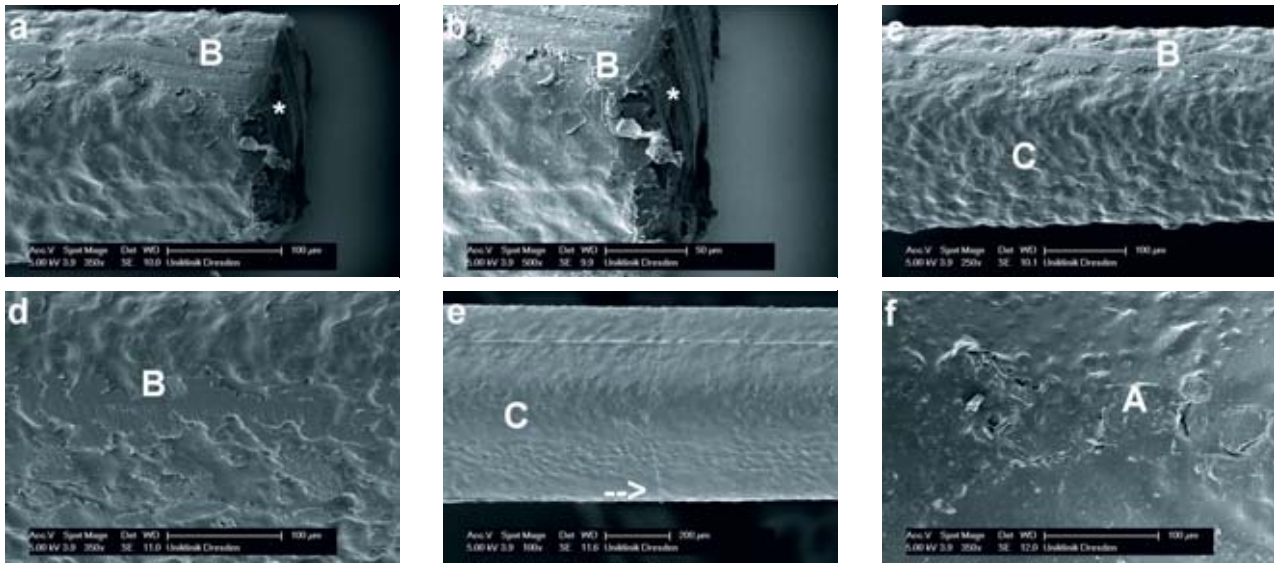 a
B
*
Acc.V Spot Magn Det WD 100 µm
5.00 kV 3.9 350x SE 10.0 Uniklinik Dresden
b
B
*
Acc.V Spot Magn Det WD 50 µm
5.00 kV 3.9 500x SE 9.9 Uniklinik Dresden
c
B
C
Acc.V Spot Magn Det WD 100 µm
5.00 kV 3.9 250x SE 10.1 Uniklinik Dresden
d
B
Acc.V Spot Magn Det WD 100 µm
5.00 kV 3.9 350x SE 11.0 Uniklinik Dresden
e
C
-->
Acc.V Spot Magn Det WD 200 µm
5.00 kV 3.9 100x SE 11.6 Uniklinik Dresden
f
A
Acc.V Spot Magn Det WD 100 µm
5.00 kV 3.9 350x SE 12.0 Uniklinik Dresden